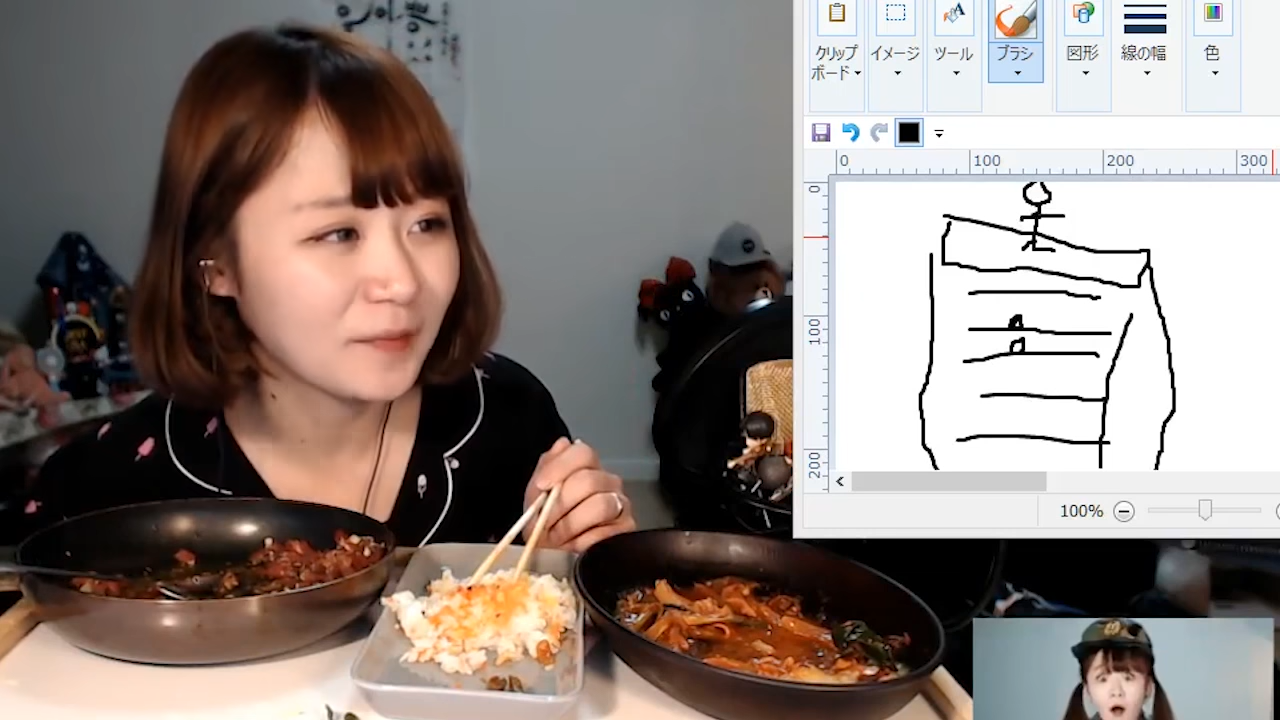 クリップボード
イメージ
ツール
ブラシ
図形
線の幅
色
0
100
200
300
0
100
200
100%